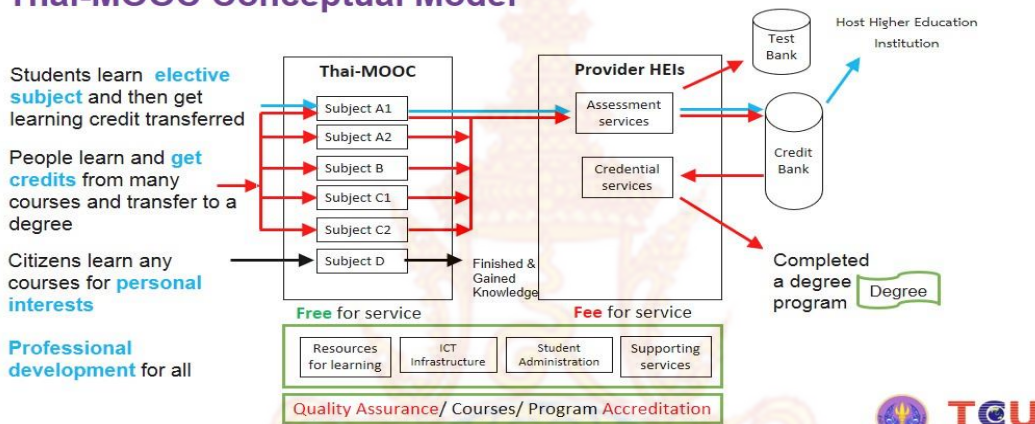 Thai-MOOC Conceptual Model
Students learn elective
subject and then get
learning credit transferred
People learn and get
credits from many
courses and transfer to a
degree
Citizens learn any
courses for personal
interests
Professional
development for all
Thai-MOOC
Subject A1
Subject A2
Subject B
Subject C1
Subject C2
Subject D
Finished &
Gained
Knowledge
Free for service
Provider HEIs
Assessment
services
Credential
services
Fee for service
Test
Bank
Host Higher Education
Institution
Credit
Bank
Completed
a degree
program
Degree
Resources
for learning
ICT
Infrastructure
Student
Administration
Supporting
services
Quality Assurance/ Courses/ Program Accreditation
TCU